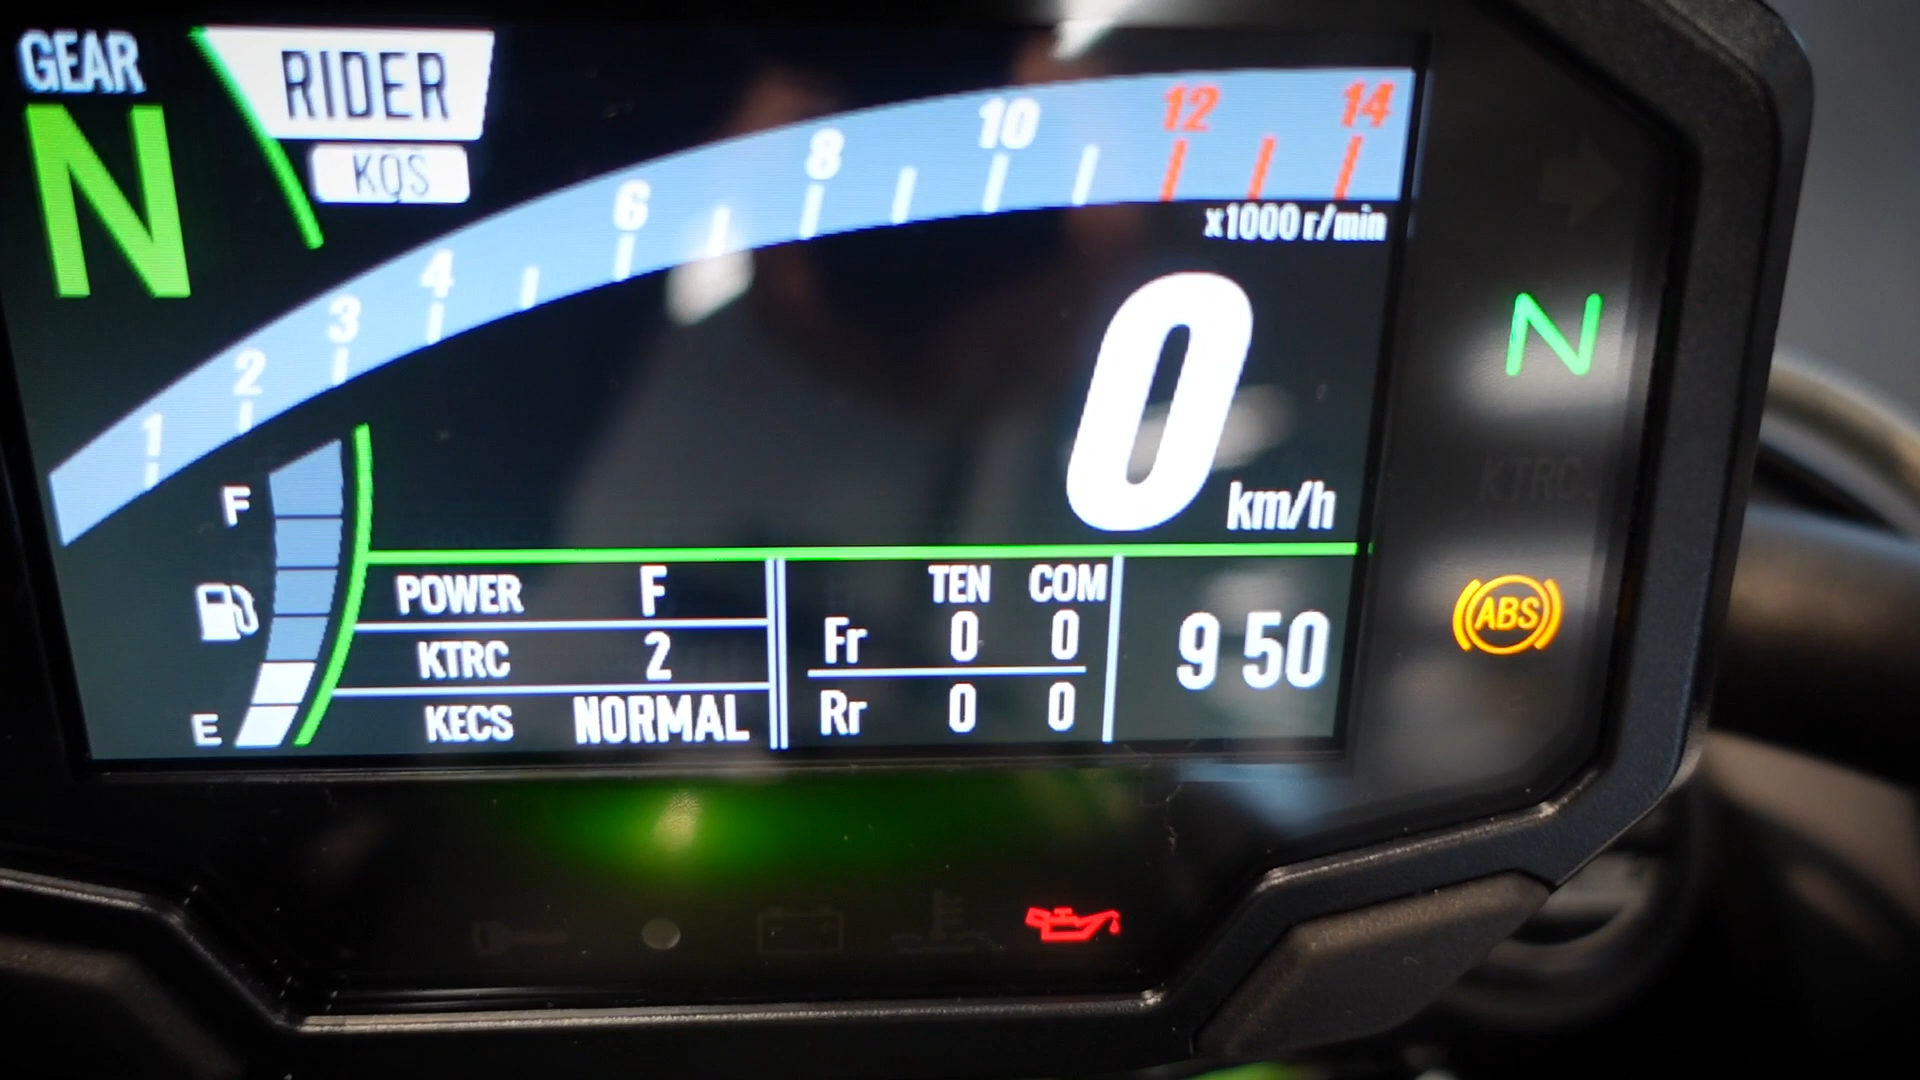 GEAR
N
RIDER
KQS
1 2 3 4 6 8 10 12 14
x1000 r/min
0
km/h
N
KTRC
ABS
F
E
POWER F
KTRC 2
KECS NORMAL
TEN COM
Fr 0 0
Rr 0 0
9 50